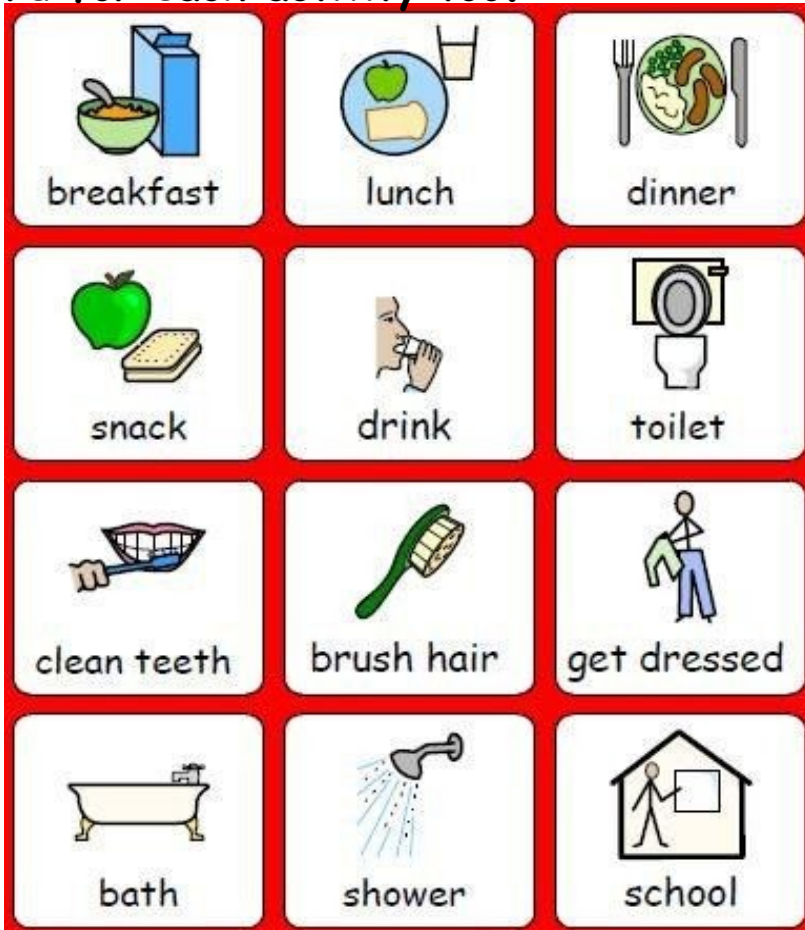 breakfast lunch dinner
snack drink toilet
clean teeth brush hair get dressed
bath shower school